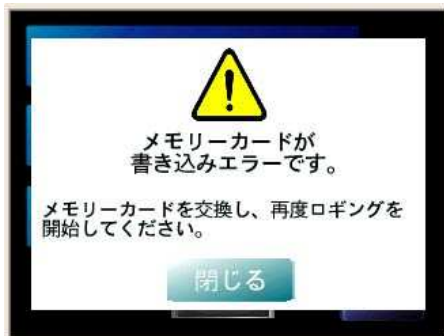 メモリーカードが
書き込みエラーです。
メモリーカードを交換し、再度ロギングを
開始してください。
閉じる